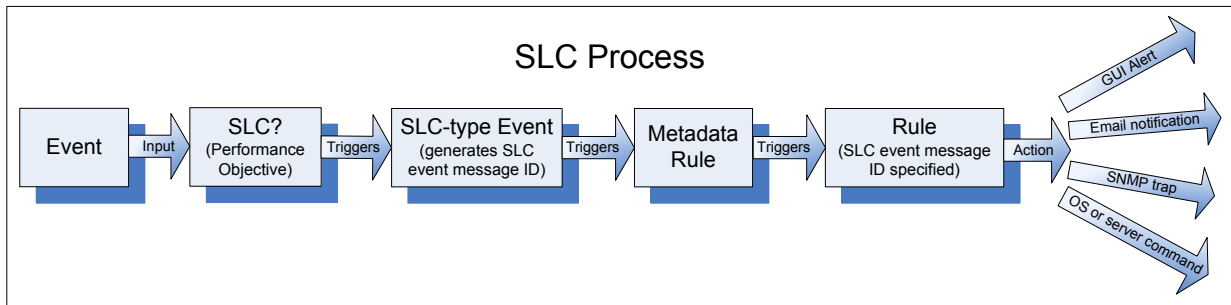 SLC Process
Event
Input
SLC?
(Performance
Objective)
Triggers
SLC-type Event
(generates SLC
event message ID)
Triggers
Metadata
Rule
Triggers
Rule
(SLC event message
ID specified)
Action
GUI Alert
Email notification
SNMP trap
OS or server command